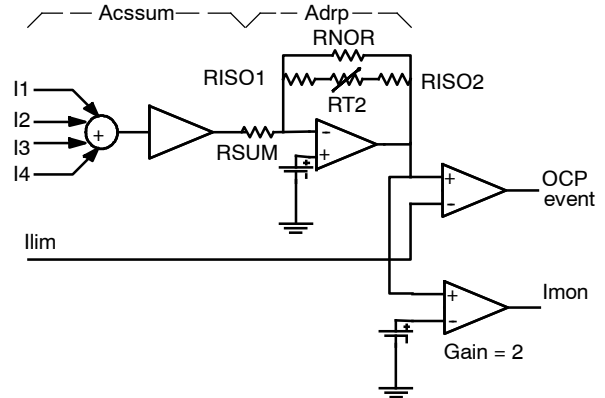 Acssum Adrp
RNOR
RISO1 RISO2
RT2
I1
I2
I3
I4
+
RSUM
-
+
+
Ilim
+
-
OCP
event
+
-
Imon
+
Gain = 2